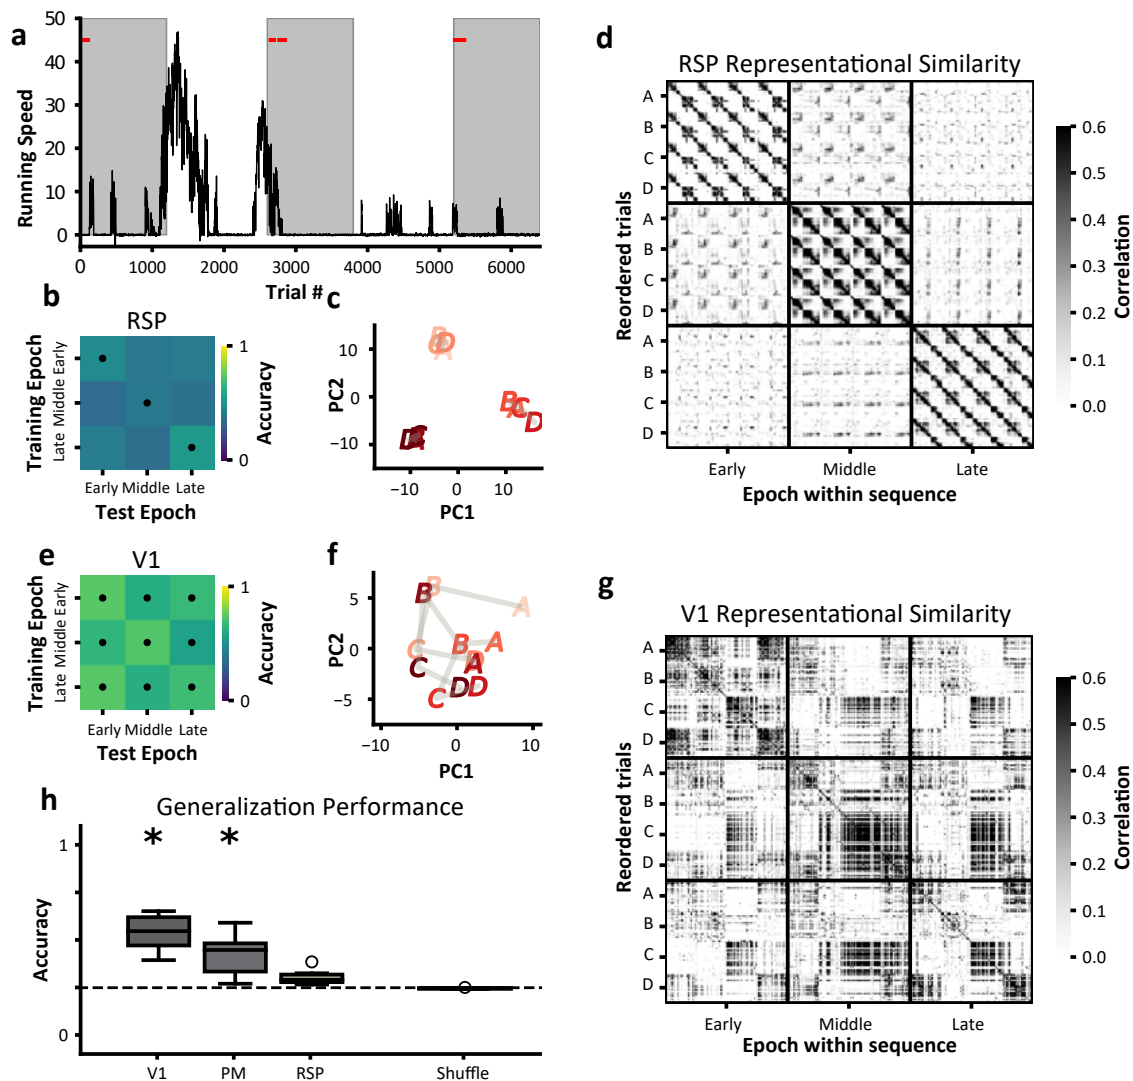 a
50
40
30
20
10
0
Running Speed
0 1000 2000 3000 4000 5000 6000
Trial #
b
RSP
Training Epoch
Late Middle Early
Early Middle Late
Test Epoch
1
0
Accuracy
c
10
0
−10
PC2
−10 0 10
PC1
B
D
A
B
A
C
D
D
d
RSP Representational Similarity
A
B
C
D
A
B
C
D
A
B
C
D
Reordered trials
Early Middle Late
Epoch within sequence
0.6
0.5
0.4
0.3
0.2
0.1
0.0
Correlation
e
V1
Training Epoch
Late Middle Early
Early Middle Late
Test Epoch
1
0
Accuracy
f
5
0
−5
PC2
−10 0 10
PC1
B
B
A
C
B
A
C
A
D
D
C
g
V1 Representational Similarity
A
B
C
D
A
B
C
D
A
B
C
D
Reordered trials
Early Middle Late
Epoch within sequence
0.6
0.5
0.4
0.3
0.2
0.1
0.0
Correlation
h
Generalization Performance
* *
1
0
Accuracy
V1 PM RSP Shuffle